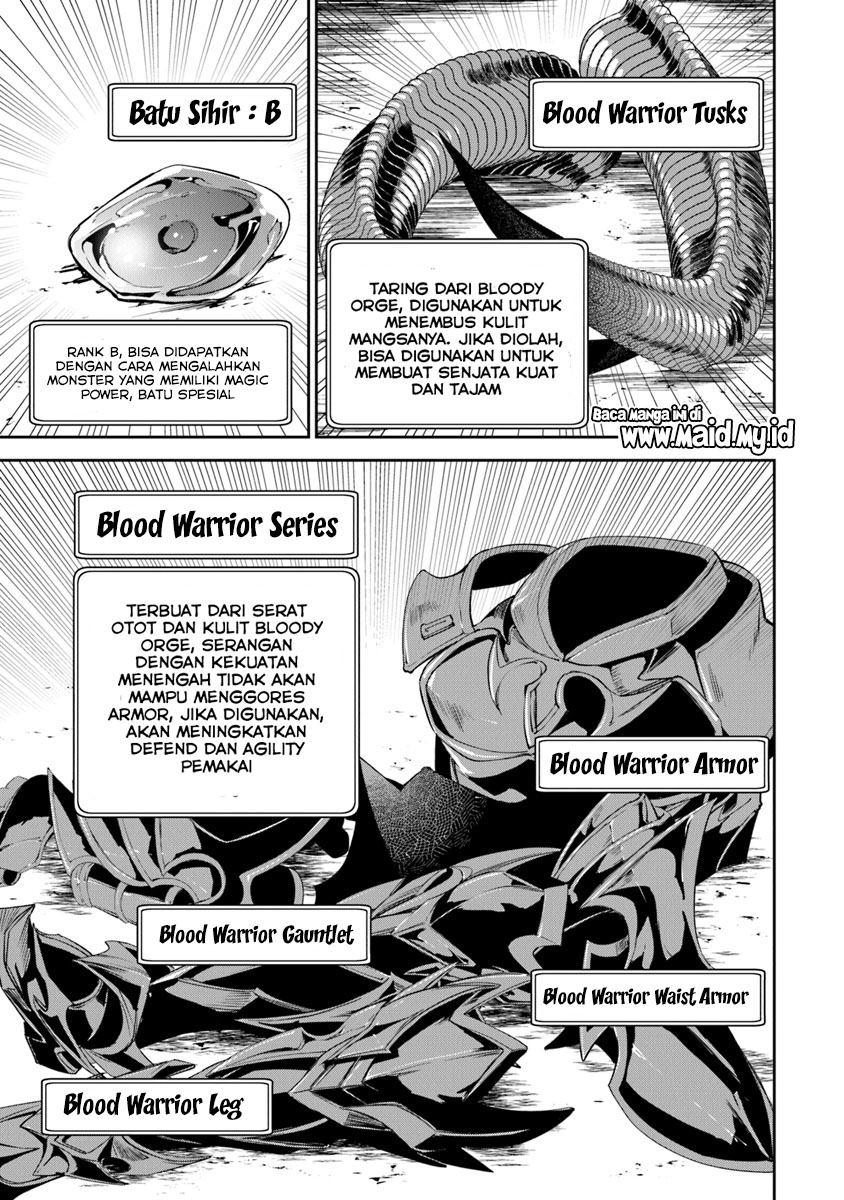 Blood Warrior Tusks
TARING DARI BLOODY
ORGE, DIGUNAKAN UNTUK
MENEMBUS KULIT
MANGSANYA. JIKA DIOLAH,
BISA DIGUNAKAN UNTUK
MEMBUAT SENJATA KUAT
DAN TAJAM
Batu Sihir : B
RANK B, BISA DIDAPATKAN
DENGAN CARA MENGALAHKAN
MONSTER YANG MEMILIKI MAGIC
POWER, BATU SPESIAL
Baca Manga ini di
www.Maid.My.id
Blood Warrior Series
TERBUAT DARI SERAT
OTOT DAN KULIT BLOODY
ORGE, SERANGAN
DENGAN KEKUATAN
MENENGAH TIDAK AKAN
MAMPU MENGGORES
ARMOR, JIKA DIGUNAKAN,
AKAN MENINGKATKAN
DEFEND DAN AGILITY
PEMAKAI
Blood Warrior Armor
Blood Warrior Gauntlet
Blood Warrior Waist Armor
Blood Warrior Leg